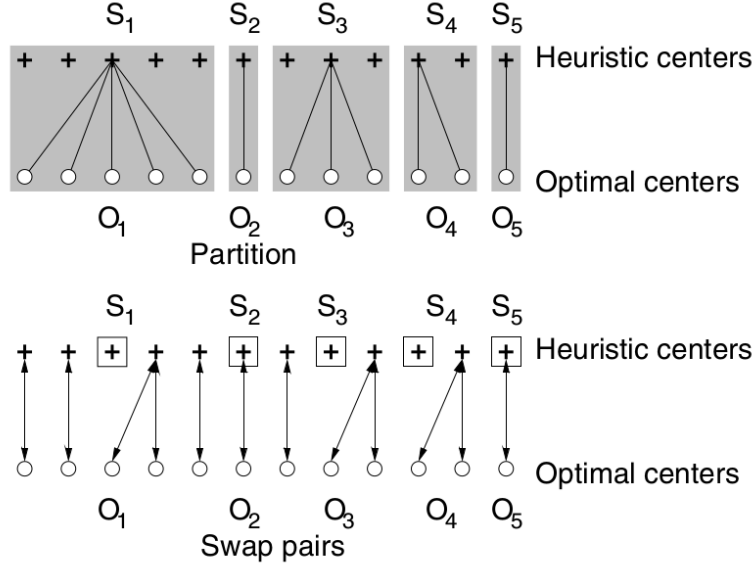 S1 S2 S3 S4 S5
Heuristic centers
Optimal centers
O1 O2 O3 O4 O5
Partition
S1 S2 S3 S4 S5
Heuristic centers
Optimal centers
O1 O2 O3 O4 O5
Swap pairs